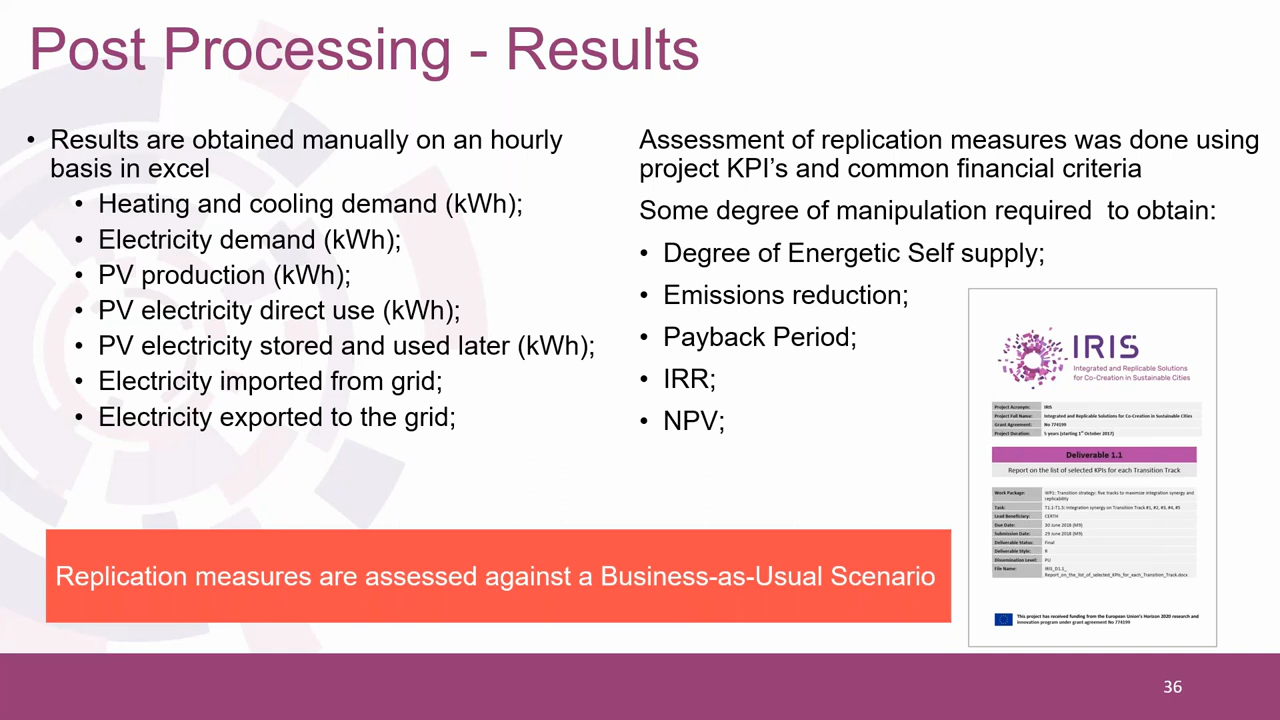 Post Processing - Results
• Results are obtained manually on an hourly
basis in excel
• Heating and cooling demand (kWh);
• Electricity demand (kWh);
• PV production (kWh);
• PV electricity direct use (kWh);
• PV electricity stored and used later (kWh);
• Electricity imported from grid;
• Electricity exported to the grid;
Assessment of replication measures was done using
project KPI’s and common financial criteria
Some degree of manipulation required  to obtain:
• Degree of Energetic Self supply;
• Emissions reduction;
• Payback Period;
• IRR;
• NPV;
Replication measures are assessed against a Business-as-Usual Scenario
IRIS
Integrated and Replicable Solutions
for Co-Creation in Sustainable Cities
Project Acronym: IRIS
Project Full Name: Integrated and Replicable Solutions for Co-Creation in Sustainable Cities
Grant Agreement: No 774199
Project Duration: 5 years (starting 1st October 2017)
Deliverable 1.1
Report on the list of selected KPIs for each Transition Track
Work Package: WP1: Transition strategy: five tracks to maximize integration synergy and
replicability
Task: T1.1-T1.5: Integration synergy on Transition Track #1, #2, #3, #4, #5
Lead Beneficiary: CERTH
Due Date: 30 June 2018 (M9)
Submission Date: 29 June 2018 (M9)
Deliverable Status: Final
Deliverable Style: R
Dissemination Level: PU
File Name: IRIS_D1.1_
Report_on_the_list_of_selected_KPIs_for_each_Transition_Track.docx
This project has received funding from the European Union's Horizon 2020 research and
innovation program under grant agreement No 774199
36